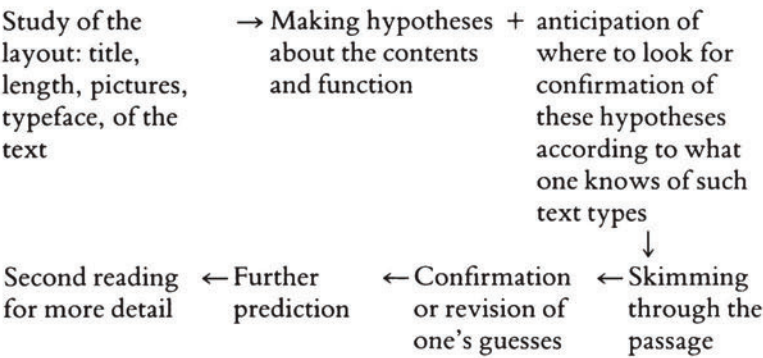 Study of the → Making hypotheses + anticipation of
layout: title, about the contents where to look for
length, pictures, and function confirmation of
typeface, of the these hypotheses
text according to what
one knows of such
text types
↓
Second reading ← Further ← Confirmation ← Skimming
for more detail prediction or revision of through the
one's guesses passage